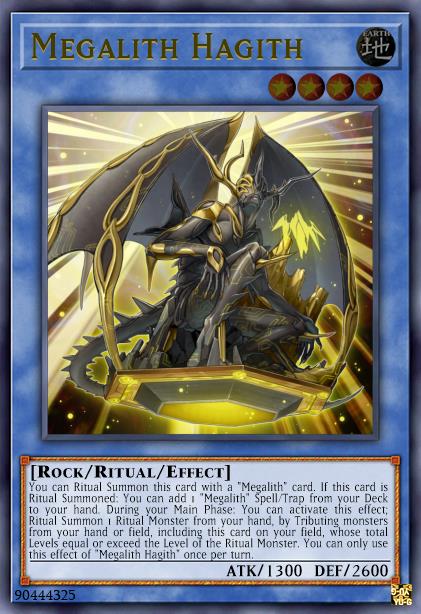 MEGALITH HAGITH
EARTH
地
[ROCK/RITUAL/EFFECT]
You can Ritual Summon this card with a "Megalith" card. If this card is
Ritual Summoned: You can add 1 "Megalith" Spell/Trap from your Deck
to your hand. During your Main Phase: You can activate this effect;
Ritual Summon 1 Ritual Monster from your hand, by Tributing monsters
from your hand or field, including this card on your field, whose total
Levels equal or exceed the Level of the Ritual Monster. You can only use
this effect of "Megalith Hagith" once per turn.
ATK/1300 DEF/2600
90444325